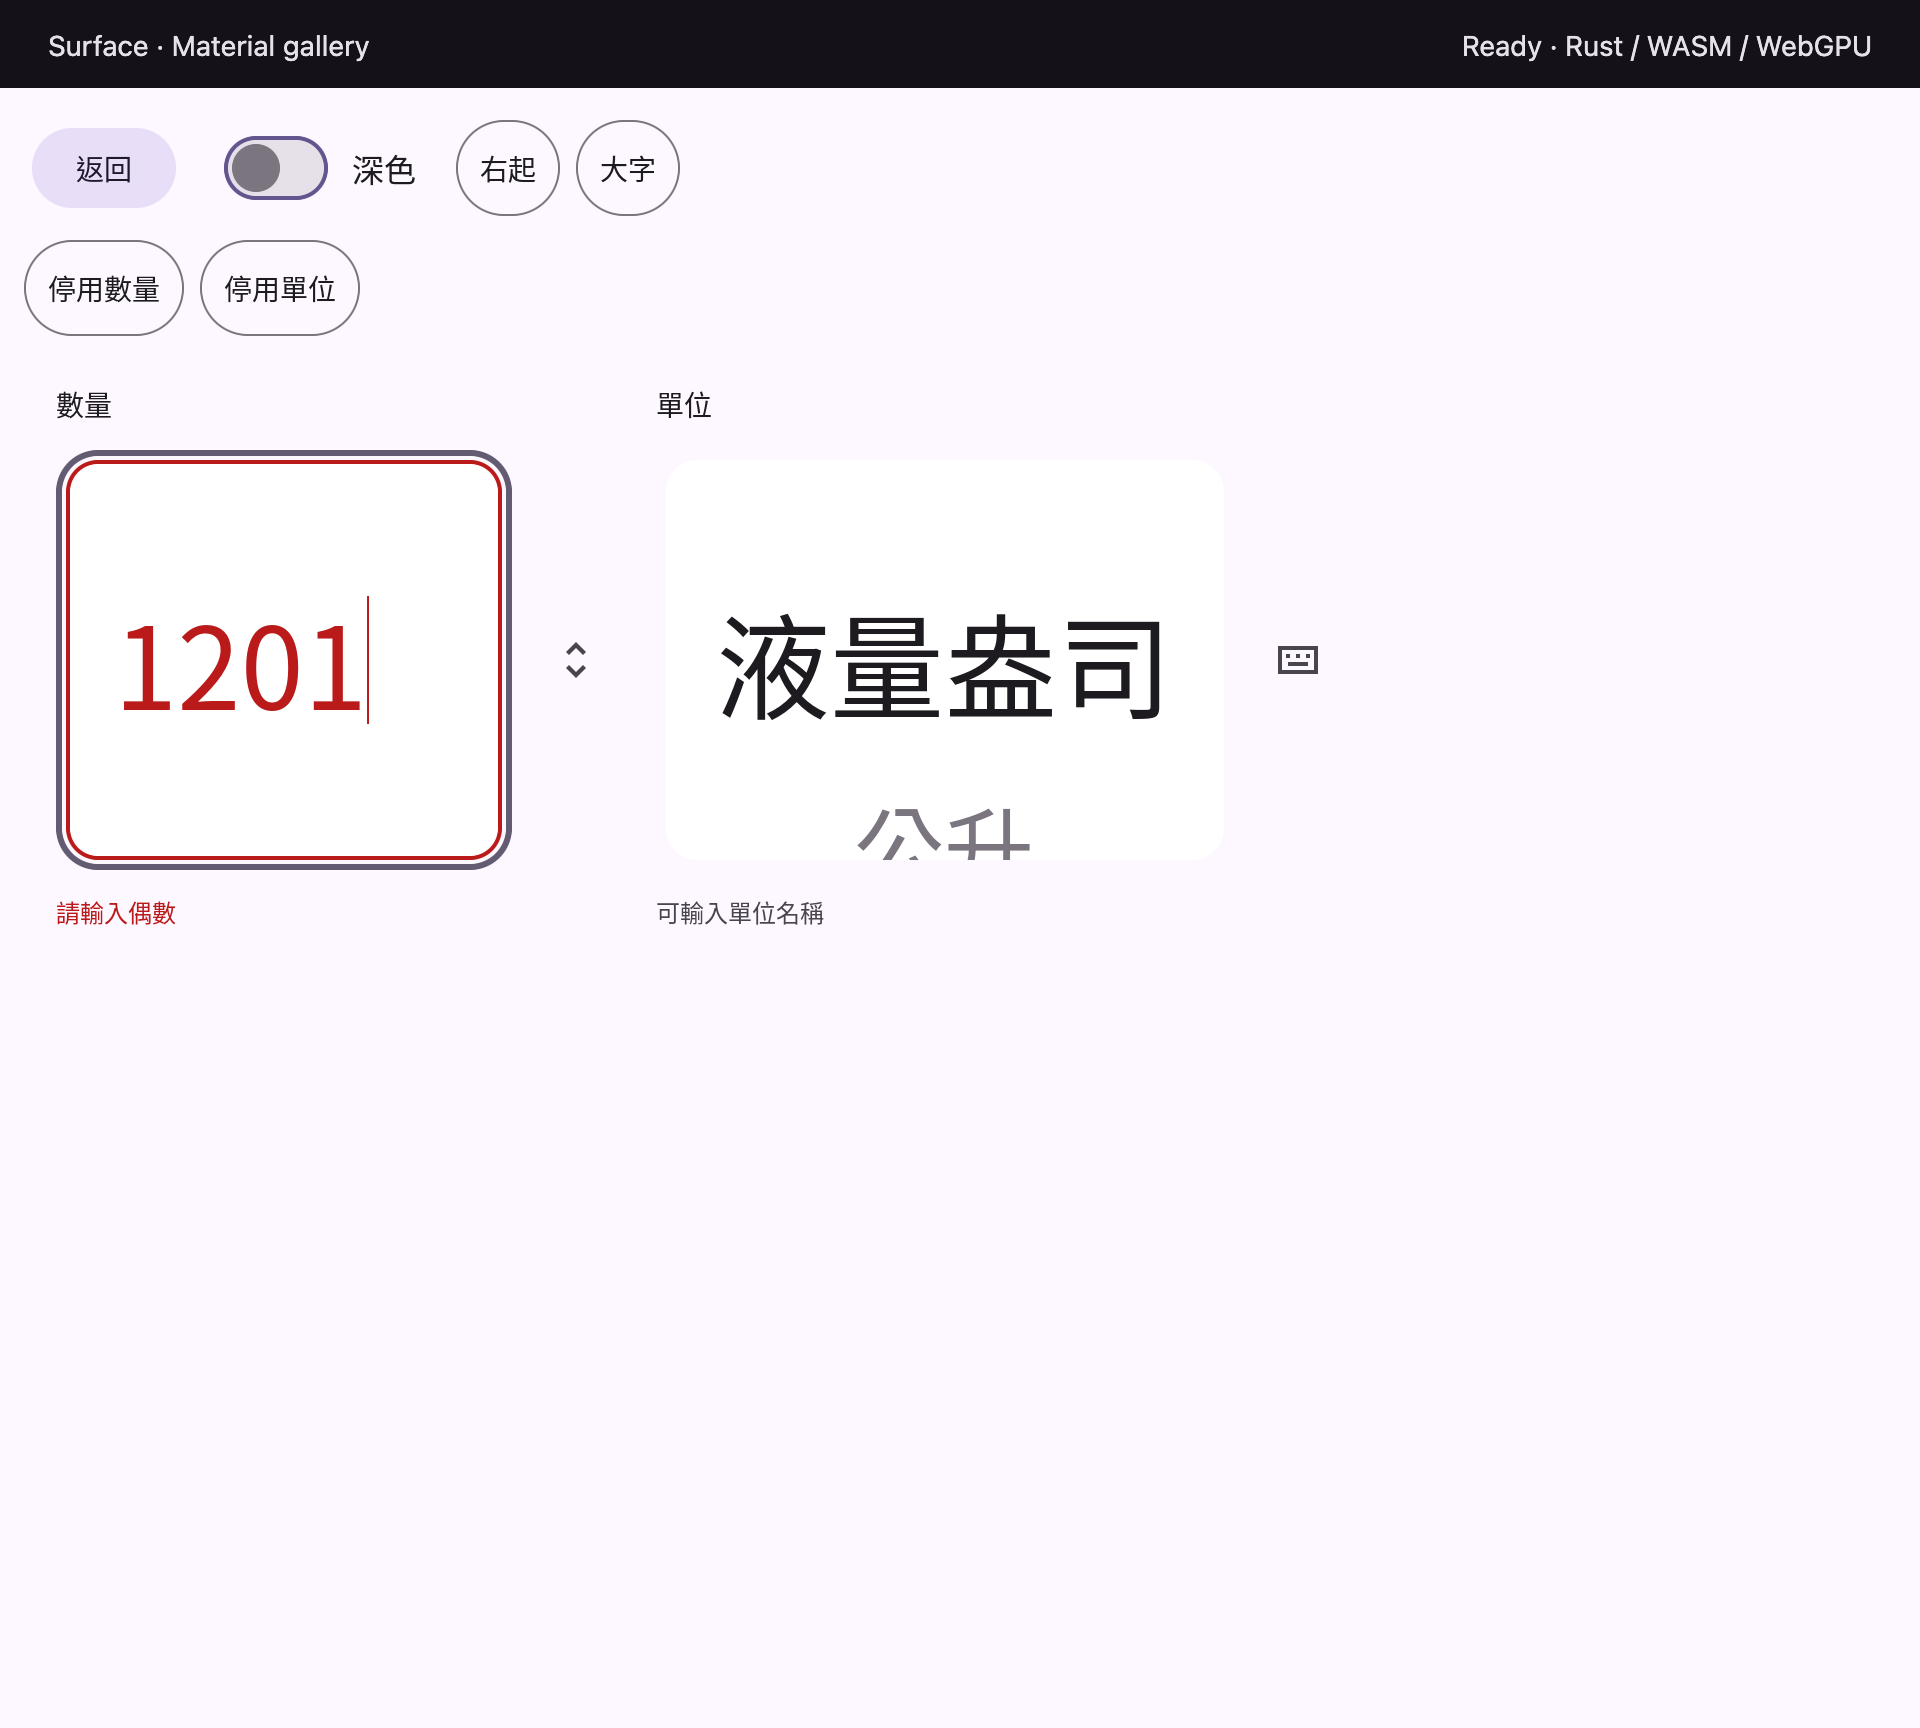 Surface · Material gallery
Ready · Rust / WASM / WebGPU
返回
深色
右起
大字
停用數量
停用單位
數量
單位
1201
液量盎司
公升
請輸入偶數
可輸入單位名稱